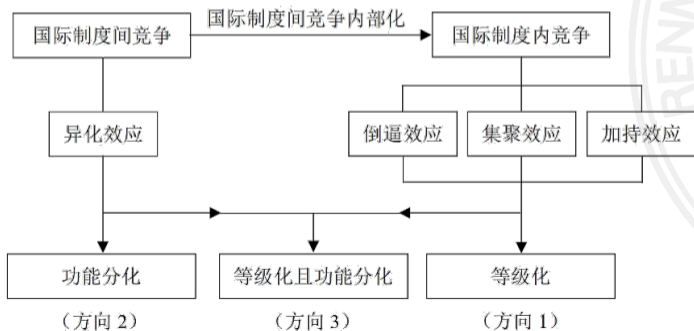 国际制度间竞争内部化
国际制度间竞争
国际制度内竞争
异化效应
倒逼效应
集聚效应
加持效应
功能分化
等级化且功能分化
等级化
（方向 2）
（方向 3）
（方向 1）
RENW